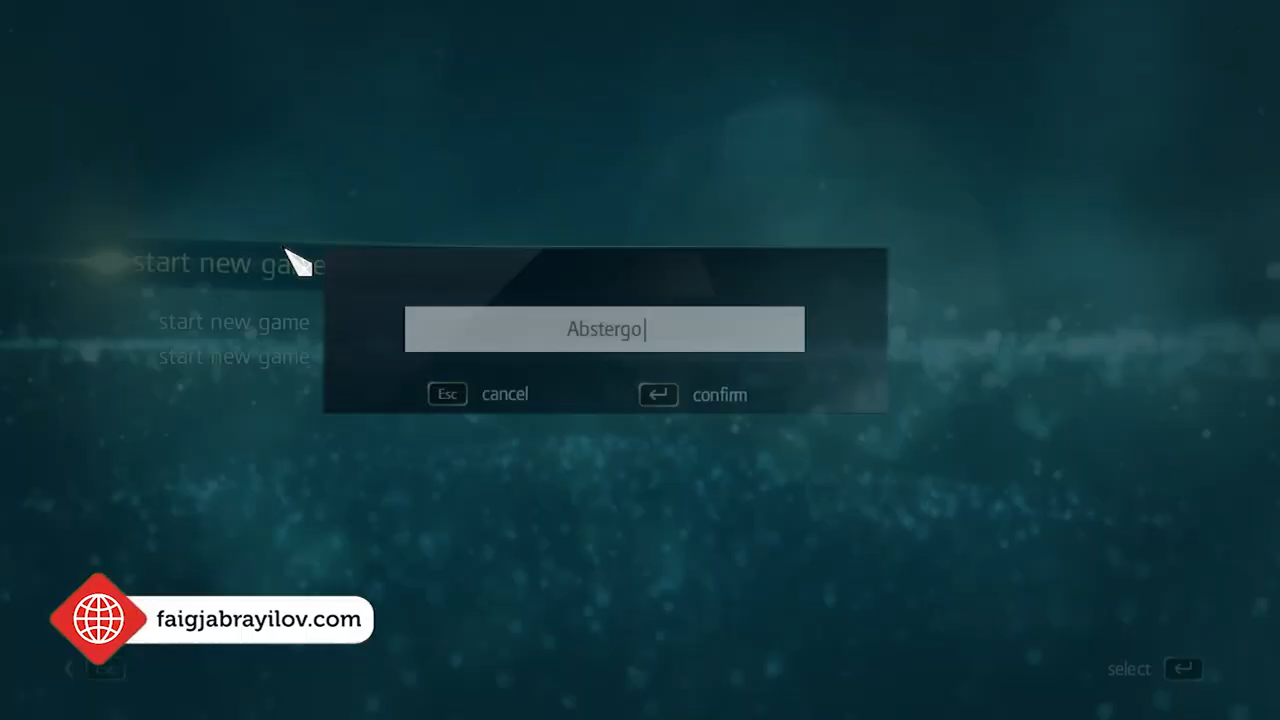 start new game
start new game
start new game
Abstergo
Esc cancel
confirm
faigjabrayilov.com
select